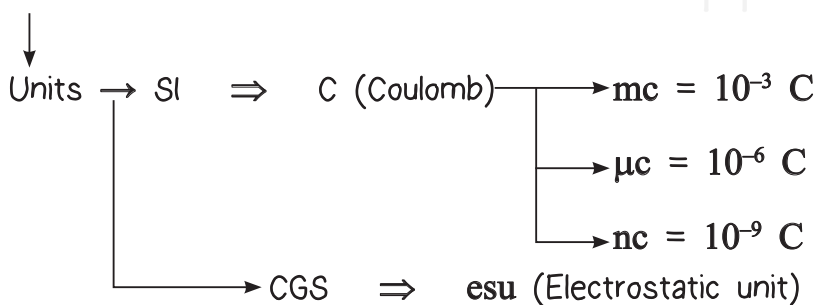 Units → SI ⇒ C (Coulomb) → mc = 10⁻³ C
→ µc = 10⁻⁶ C
→ nc = 10⁻⁹ C
→ CGS ⇒ esu (Electrostatic unit)